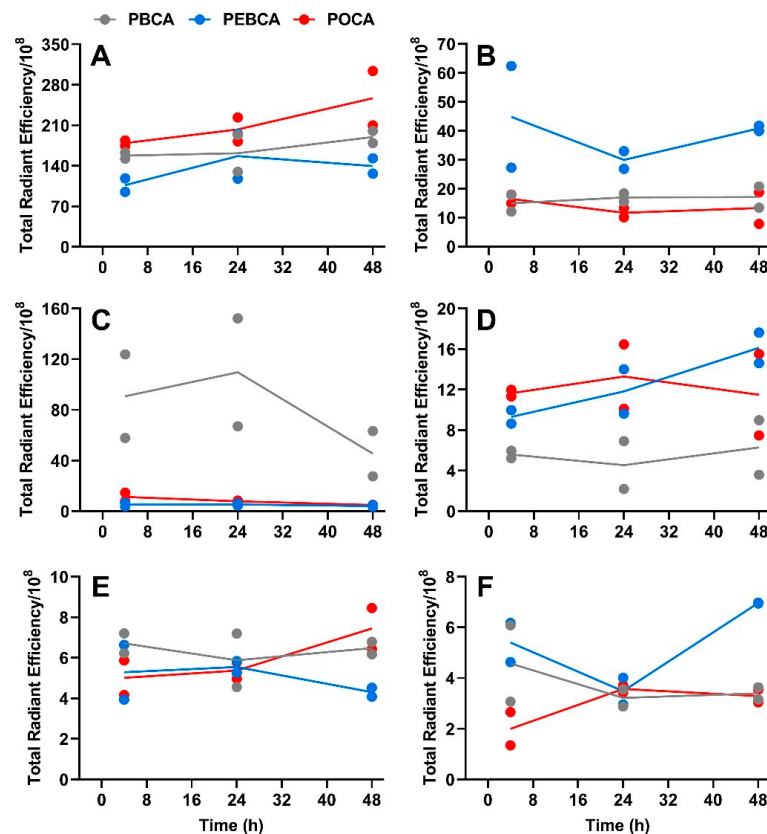 PBCA PEBCA POCA
A
Total Radiant Efficiency/10⁸
350
280
210
140
70
0
0 8 16 24 32 40 48
B
Total Radiant Efficiency/10⁸
70
60
50
40
30
20
10
0
0 8 16 24 32 40 48
C
Total Radiant Efficiency/10⁸
160
120
80
40
0
0 8 16 24 32 40 48
D
Total Radiant Efficiency/10⁸
20
16
12
8
4
0
0 8 16 24 32 40 48
E
Total Radiant Efficiency/10⁸
10
8
6
4
2
0
0 8 16 24 32 40 48
Time (h)
F
Total Radiant Efficiency/10⁸
8
6
4
2
0
0 8 16 24 32 40 48
Time (h)